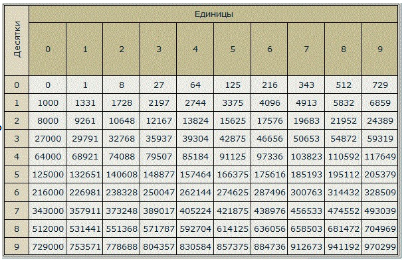 Единицы
Десятки
0 1 2 3 4 5 6 7 8 9
0 0 1 8 27 64 125 216 343 512 729
1 1000 1331 1728 2197 2744 3375 4096 4913 5832 6859
2 8000 9261 10648 12167 13824 15625 17576 19683 21952 24389
3 27000 29791 32768 35937 39304 42875 46656 50653 54872 59319
4 64000 68921 74088 79507 85184 91125 97336 103823 110592 117649
5 125000 132651 140608 148877 157464 166375 175616 185193 195112 205379
6 216000 226981 238328 250047 262144 274625 287496 300763 314432 328509
7 343000 357911 373248 389017 405224 421875 438976 456533 474552 493039
8 512000 531441 551368 571787 592704 614125 636056 658503 681472 704969
9 729000 753571 778688 804357 830584 857375 884736 912673 941192 970299